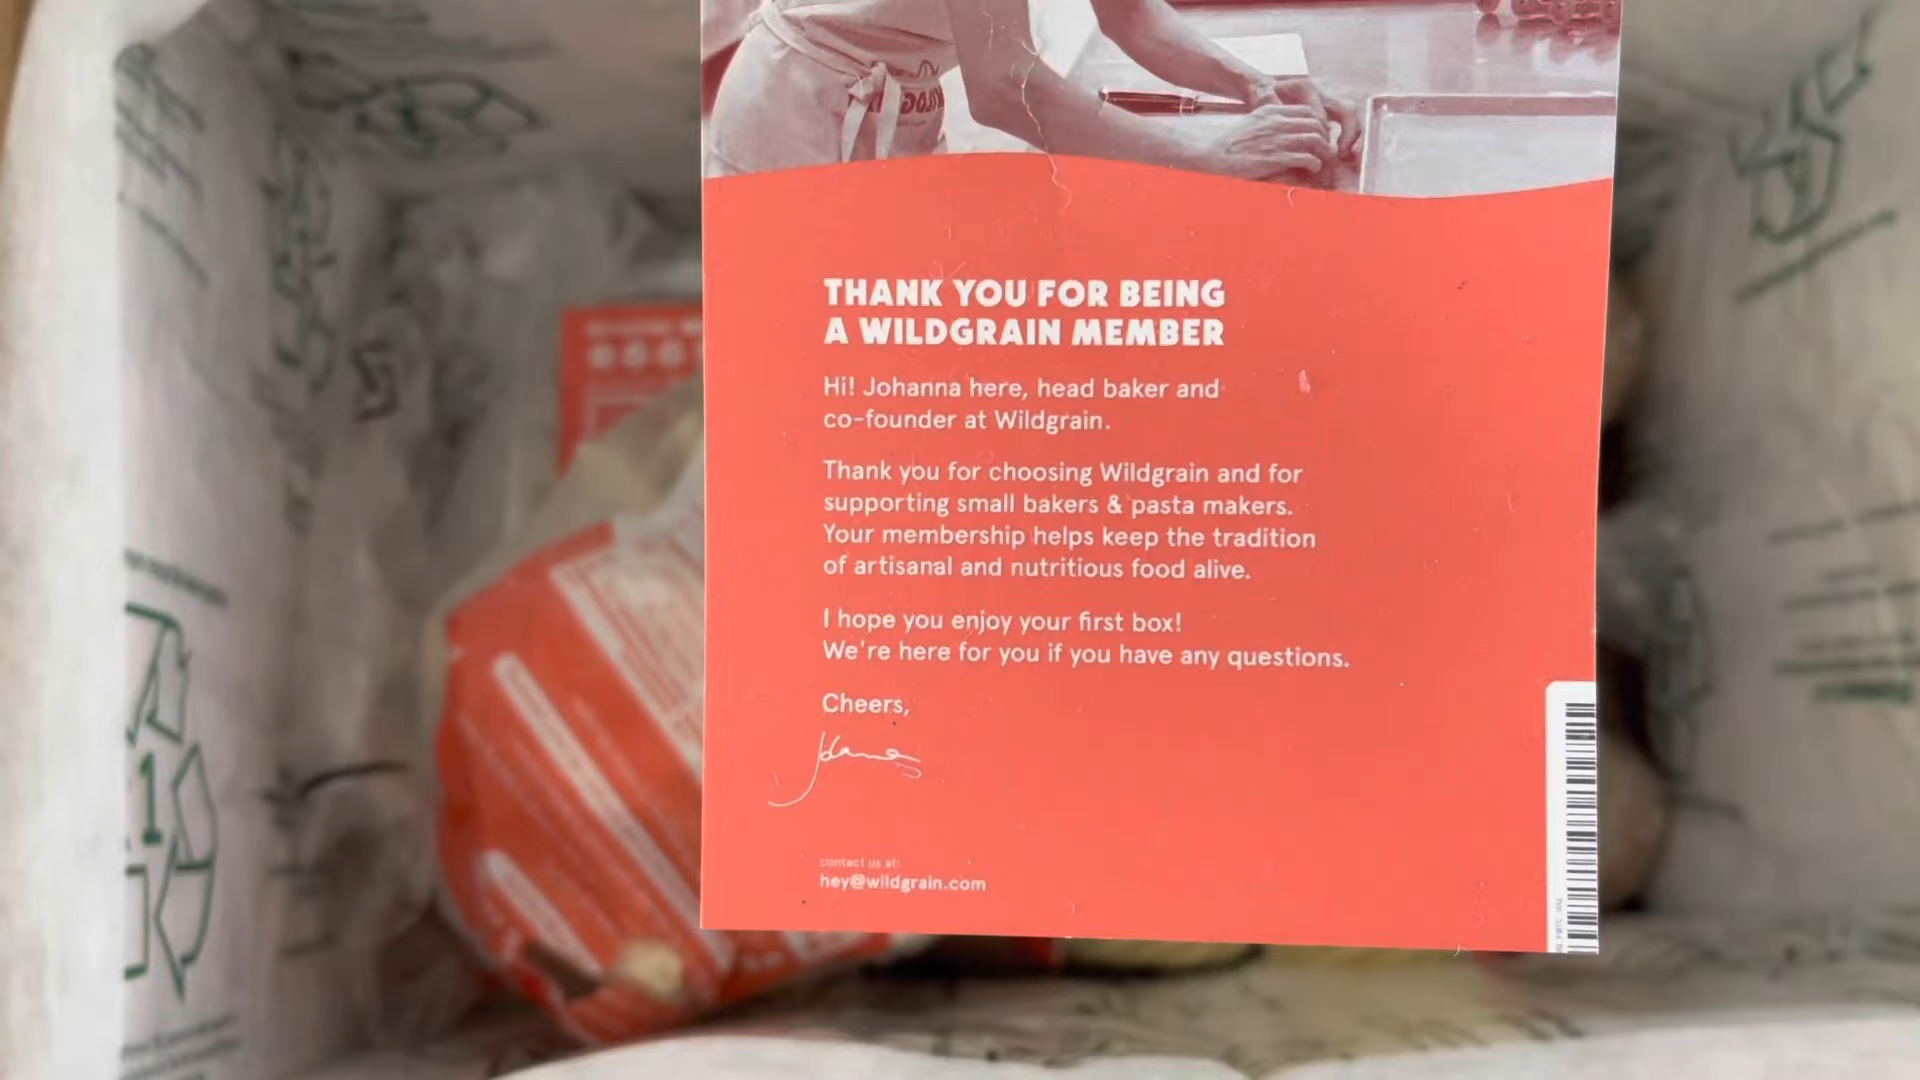 THANK YOU FOR BEING
A WILDGRAIN MEMBER
Hi! Johanna here, head baker and
co-founder at Wildgrain.
Thank you for choosing Wildgrain and for
supporting small bakers & pasta makers.
Your membership helps keep the tradition
of artisanal and nutritious food alive.
I hope you enjoy your first box!
We're here for you if you have any questions.
Cheers,
contact us at:
hey@wildgrain.com
1